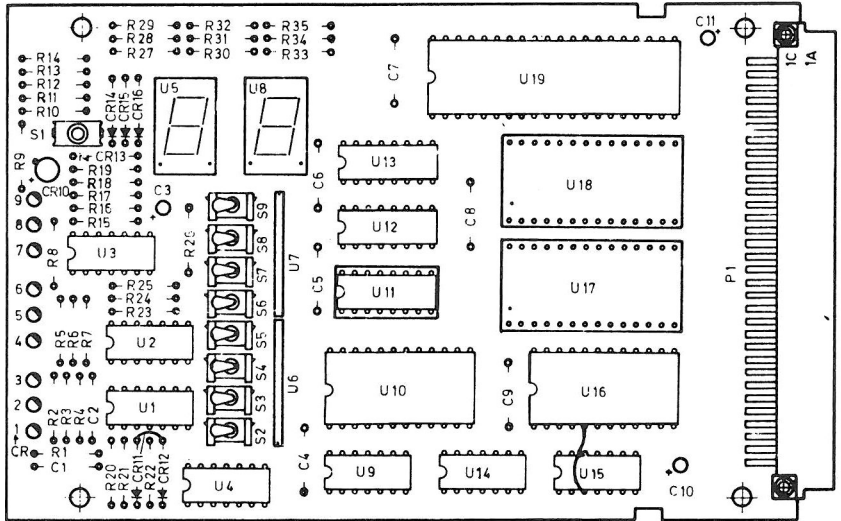 R29 R32 R35
R28 R31 R34
R27 R30 R33
C11
1C 1A
R14
R13
R12
R11
R10
S1
CR14
CR15
CR16
U5
U8
C7
U19
CR13
R19
R18
R17
R16
R15
R9
CR10
C3
U13
C6
U18
9
8
7
6
5
4
3
2
1
CR
U3
R8
R26
S9
S8
S7
S6
S5
S4
S3
S2
U7
U6
U12
C8
C5
U11
U17
P1
R25
R24
R23
R5
R6
R7
U2
U10
C9
U16
R2
R3
R4
C2
U1
R1
C1
R20
R21
CR11
R22
CR12
U4
C4
U9
U14
U15
C10